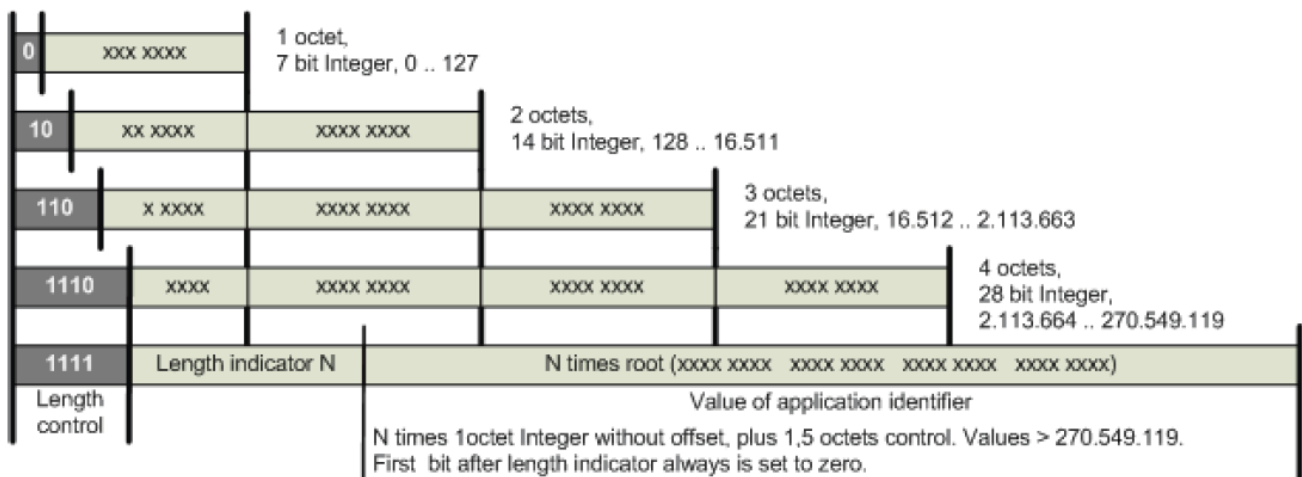 0 xxx xxxx 1 octet,
7 bit Integer, 0 .. 127
10 xx xxxx xxxx xxxx 2 octets,
14 bit Integer, 128 .. 16.511
110 x xxxx xxxx xxxx xxxx xxxx 3 octets,
21 bit Integer, 16.512 .. 2.113.663
1110 xxxx xxxx xxxx xxxx xxxx xxxx xxxx 4 octets,
28 bit Integer,
2.113.664 .. 270.549.119
1111 Length indicator N N times root (xxxx xxxx xxxx xxxx xxxx xxxx xxxx xxxx)
Length
control
Value of application identifier
N times 1octet Integer without offset, plus 1,5 octets control. Values > 270.549.119.
First bit after length indicator always is set to zero.